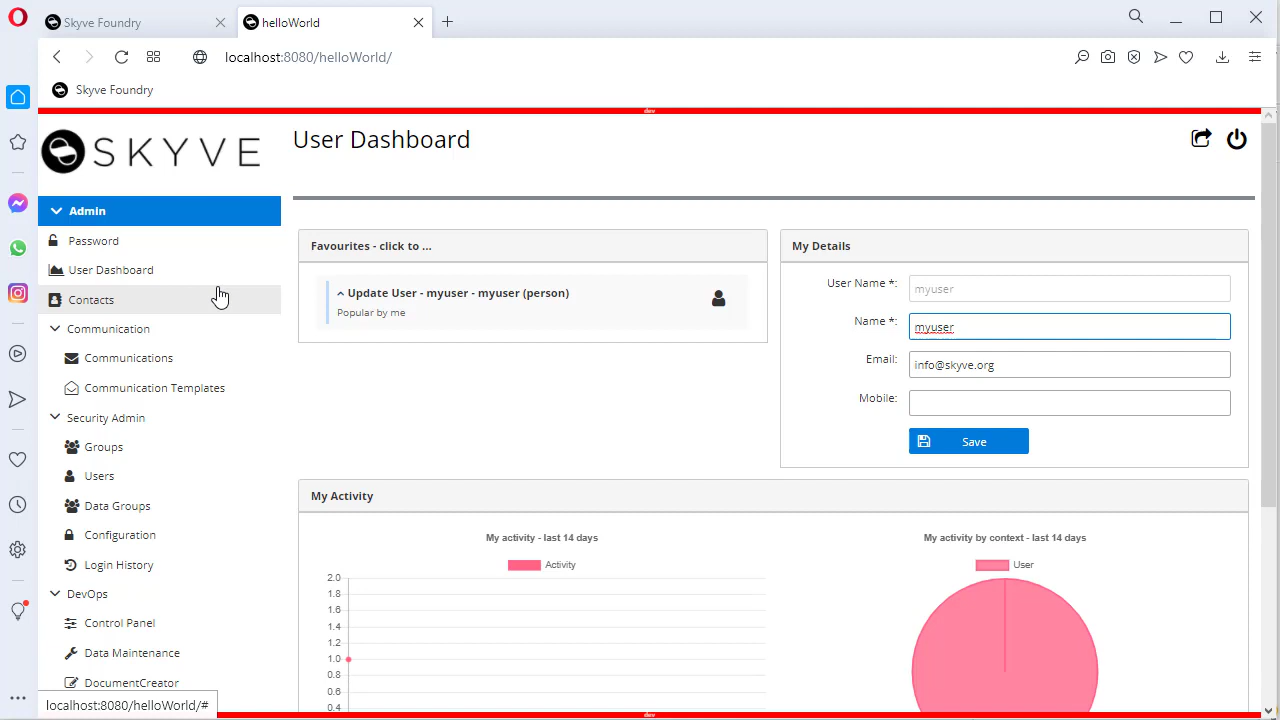 Skyve Foundry
helloWorld
localhost:8080/helloWorld/
Skyve Foundry
dev
SKYVE
User Dashboard
Admin
Password
User Dashboard
Contacts
Communication
Communications
Communication Templates
Security Admin
Groups
Users
Data Groups
Configuration
Login History
DevOps
Control Panel
Data Maintenance
DocumentCreator
Favourites - click to ...
Update User - myuser - myuser (person)
Popular by me
My Details
User Name *: myuser
Name *: myuser
Email: info@skyve.org
Mobile:
Save
My Activity
My activity - last 14 days
Activity
2.0
1.8
1.6
1.4
1.2
1.0
0.8
0.6
0.4
My activity by context - last 14 days
User
localhost:8080/helloWorld/#
dev